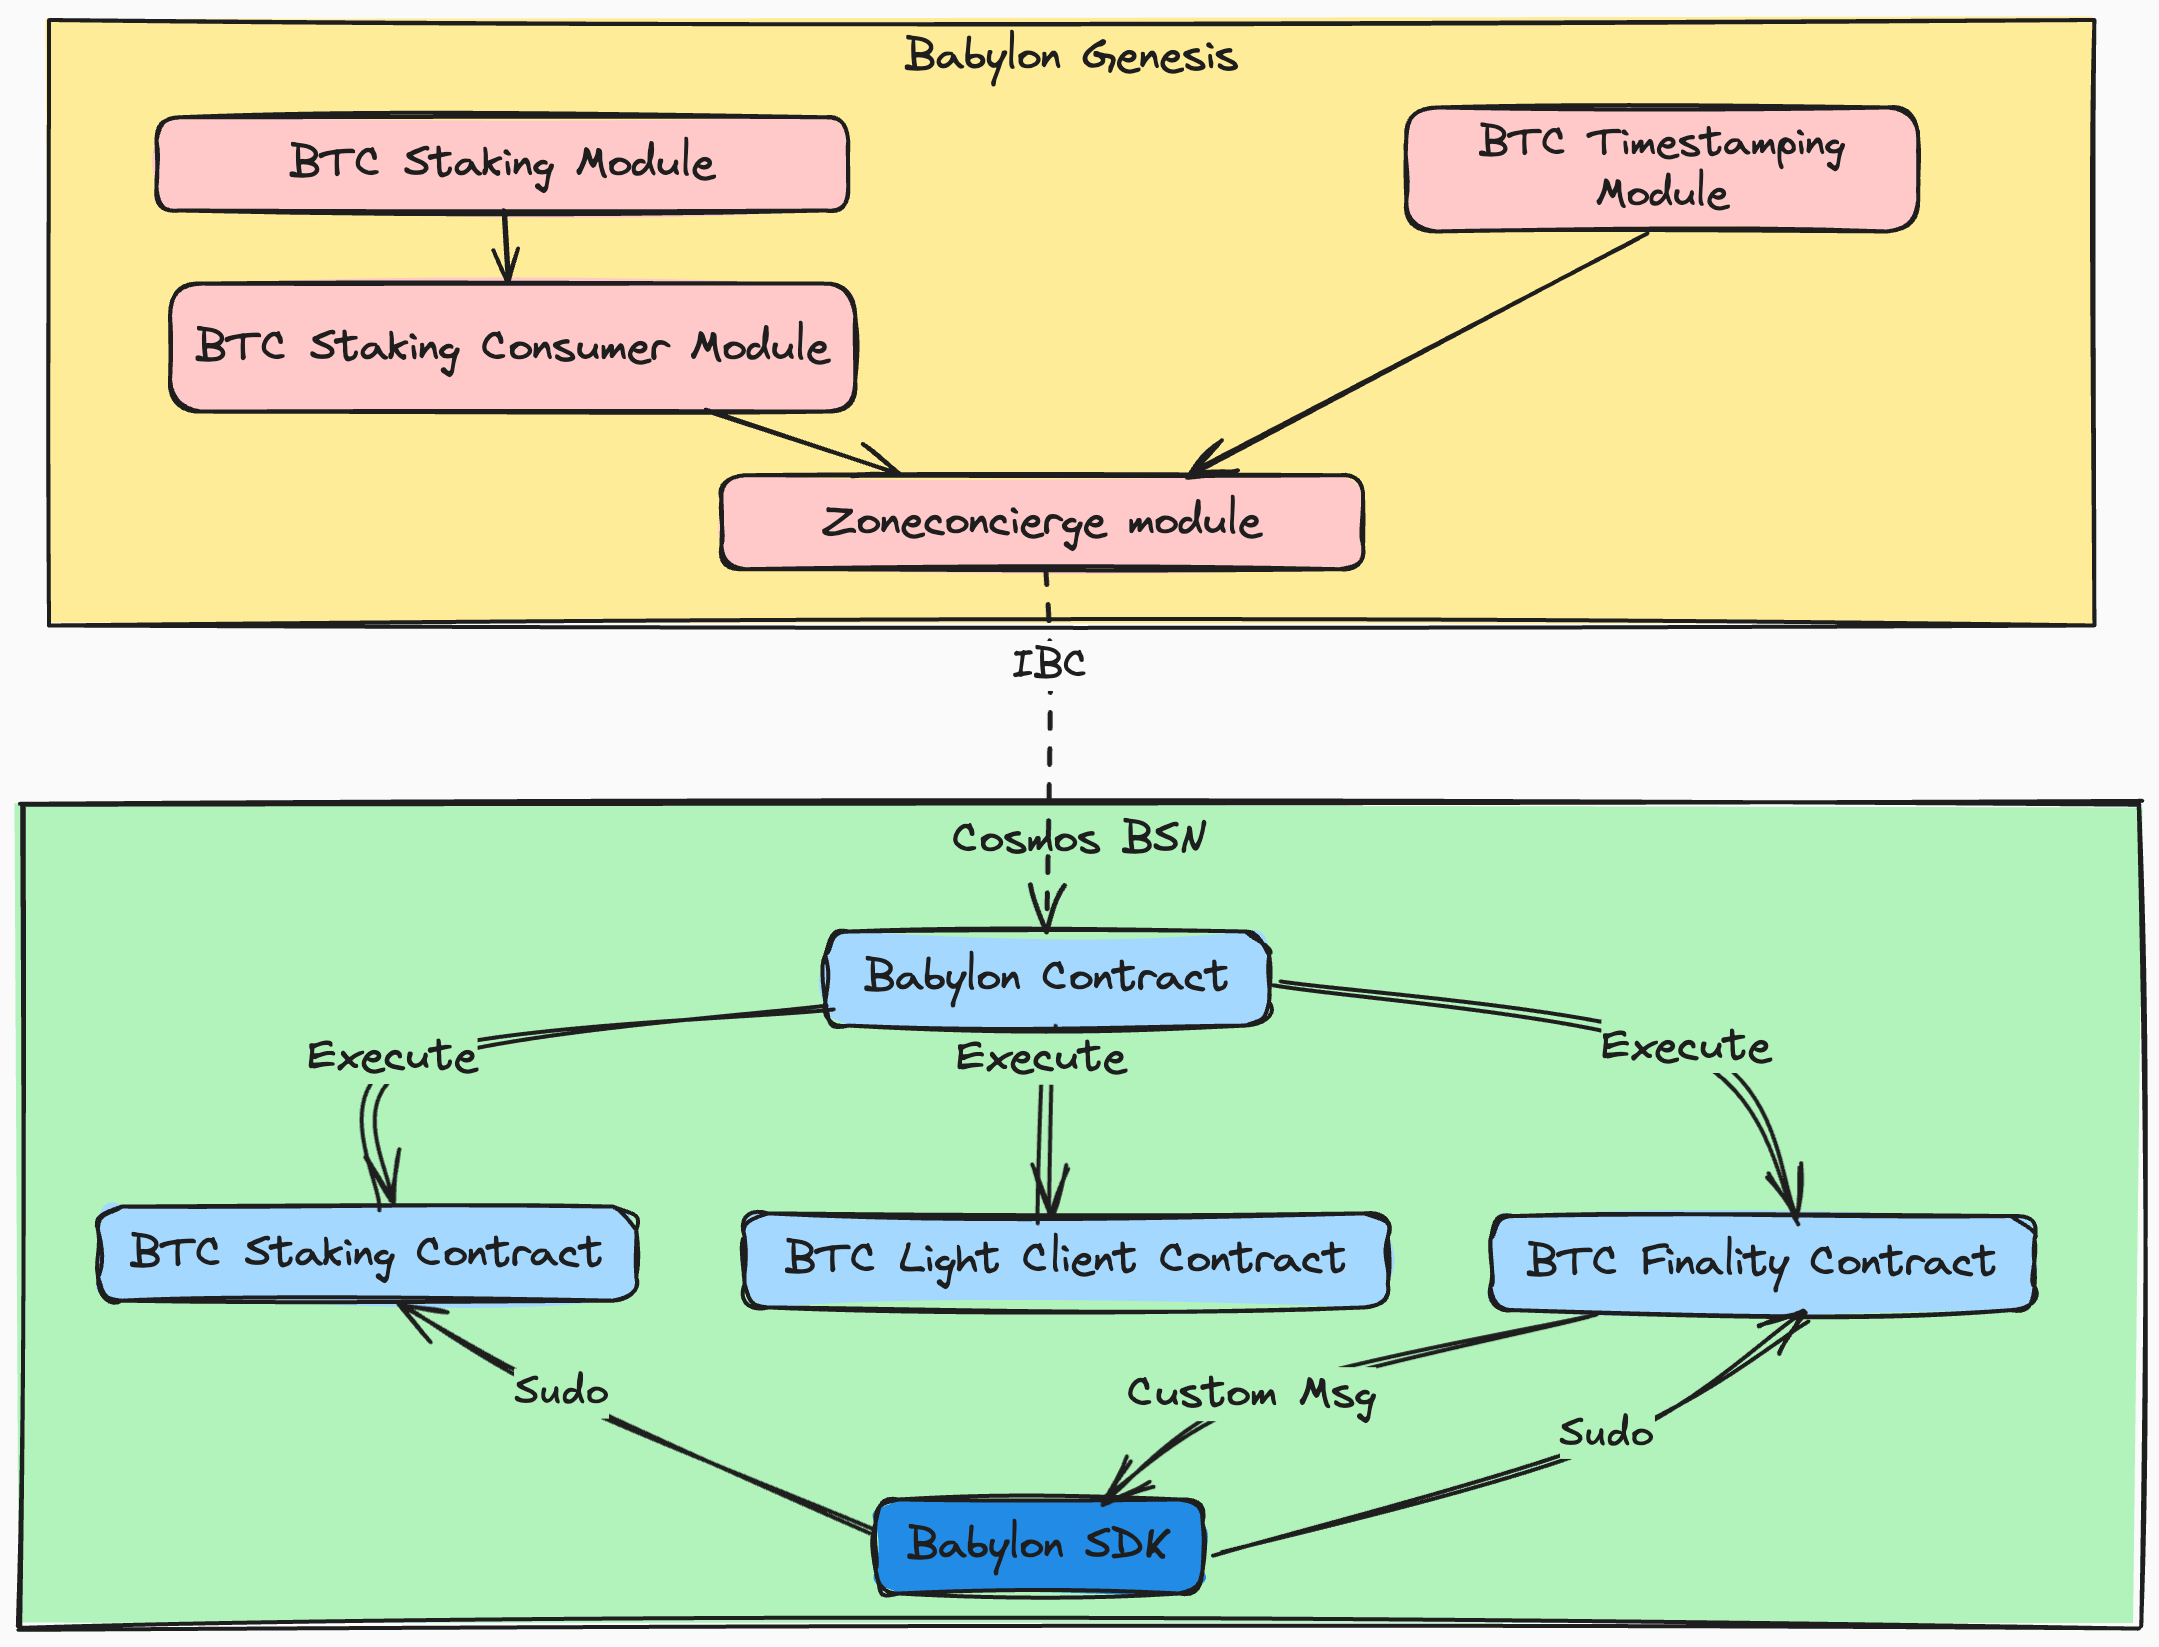 Babylon Genesis
BTC Staking Module
BTC Timestamping
Module
BTC Staking Consumer Module
Zoneconcierge module
IBC
Cosmos BSN
Babylon Contract
Execute
Execute
Execute
BTC Staking Contract
BTC Light Client Contract
BTC Finality Contract
Sudo
Custom Msg
Sudo
Babylon SDK